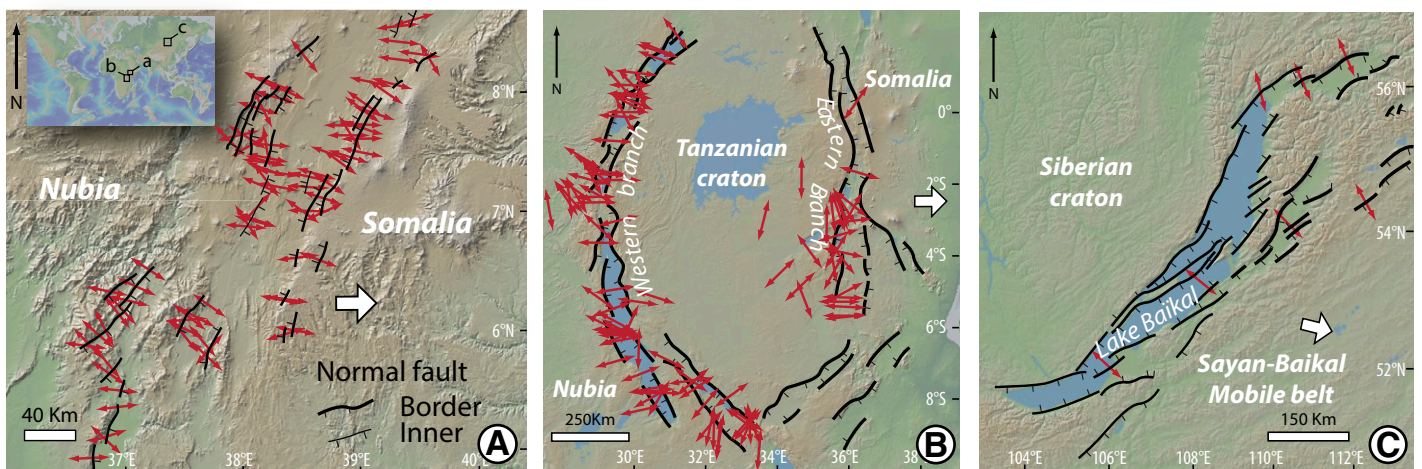 N
b
a
c
Nubia
Somalia
8°N
7°N
6°N
Normal fault
Border
Inner
40 Km
37°E
38°E
39°E
40°E
A
N
Western branch
Tanzanian
craton
Eastern Banch
Somalia
Nubia
0°
2°S
4°S
6°S
8°S
250Km
30°E
32°E
34°E
36°E
38°
B
N
Siberian
craton
Lake Baïkal
Sayan-Baikal
Mobile belt
56°N
54°N
52°N
150 Km
104°E
106°E
108°E
110°E
112°E
C